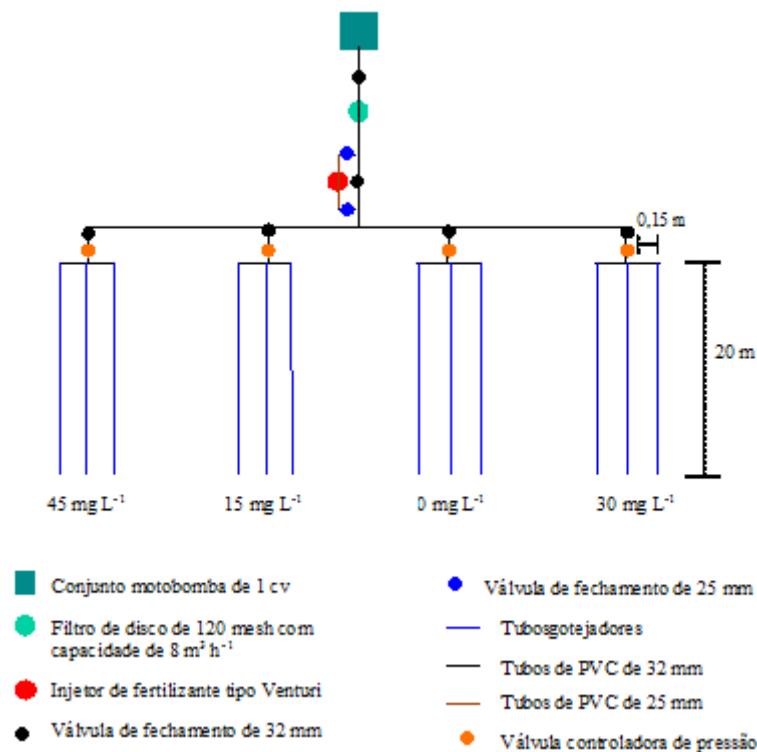 0,15 m
20 m
45 mg L⁻¹
15 mg L⁻¹
0 mg L⁻¹
30 mg L⁻¹
Conjunto motobomba de 1 cv
Filtro de disco de 120 mesh com
capacidade de 8 m³ h⁻¹
Injetor de fertilizante tipo Venturi
Válvula de fechamento de 32 mm
Válvula de fechamento de 25 mm
Tubosgotejadores
Tubos de PVC de 32 mm
Tubos de PVC de 25 mm
Válvula controladora de pressão